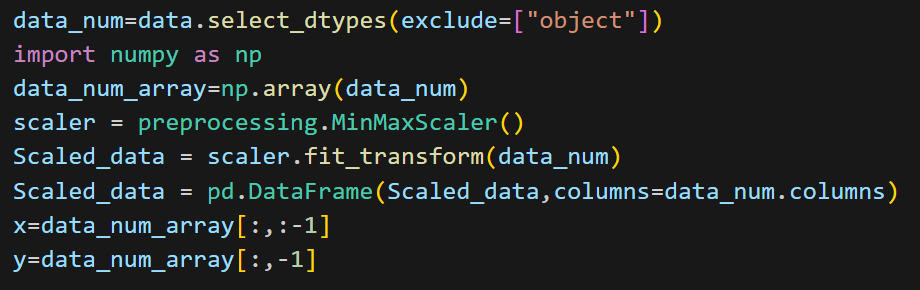 data_num=data.select_dtypes(exclude=["object"])
import numpy as np
data_num_array=np.array(data_num)
scaler = preprocessing.MinMaxScaler()
Scaled_data = scaler.fit_transform(data_num)
Scaled_data = pd.DataFrame(Scaled_data,columns=data_num.columns)
x=data_num_array[:,:-1]
y=data_num_array[:,-1]